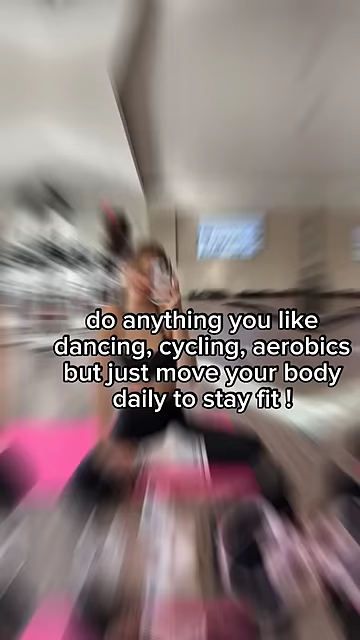 do anything you like
dancing, cycling, aerobics
but just move your body
daily to stay fit !